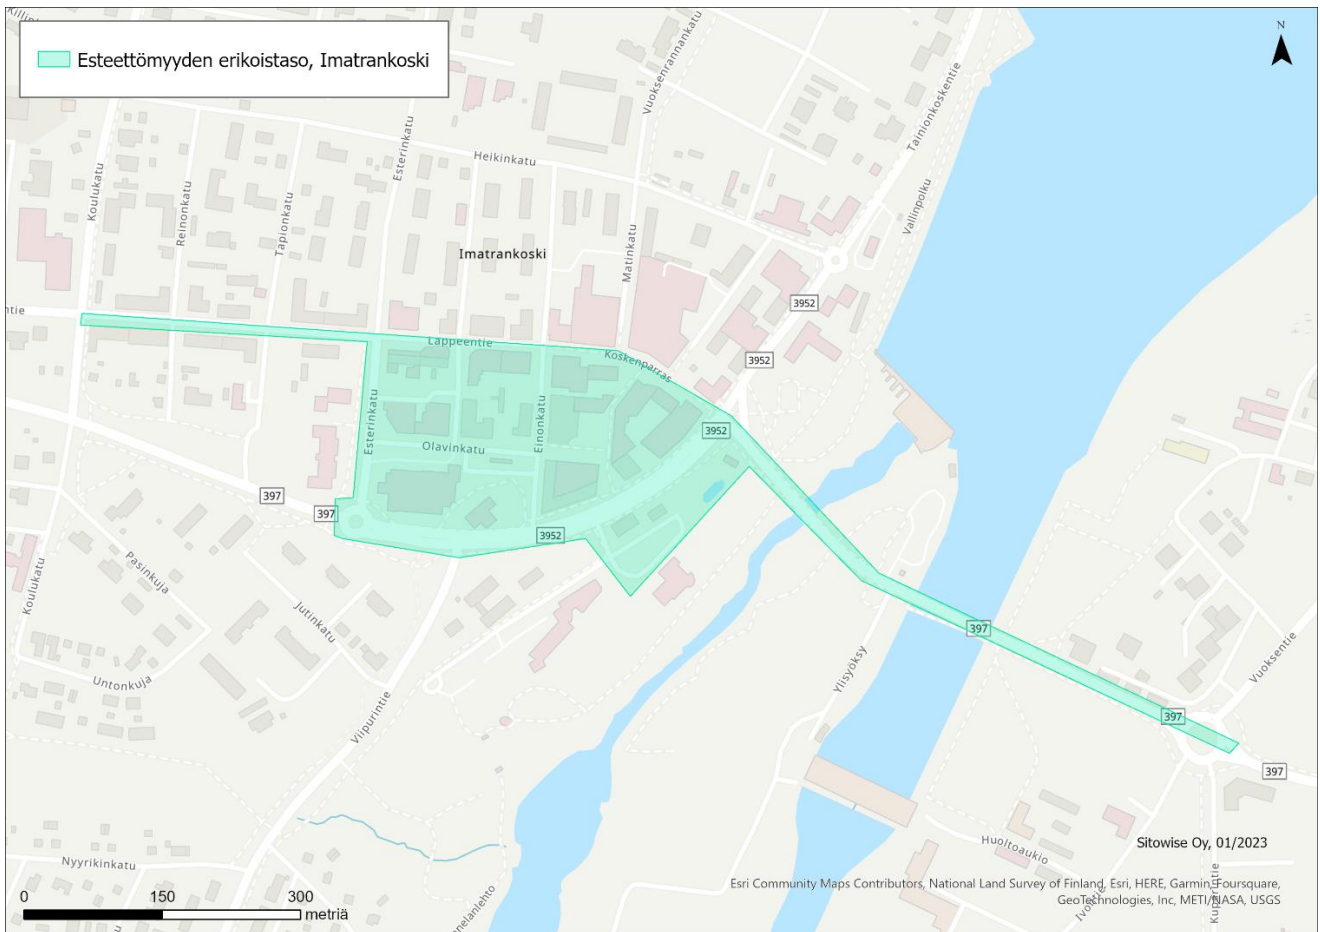 Killin
Esteettömyyden erikoistaso, Imatrankoski
N
Vuoksenrannankatu
Tainionkoskentie
Esterinkatu
Heikinkatu
Koulukatu
Reinonkatu
Tapionkatu
Vallinpolku
Matinkatu
Imatrankoski
3952
ntie
Lappeentie
Koskenparras
3952
Esterinkatu
Einonkatu
3952
Olavinkatu
397
397
3952
Pasinkuja
Koulukatu
Jutinkatu
397
Untonkuja
Ylisyöksy
Vuoksentie
Viipurintie
397
397
Huoltoaukio
Sitowise Oy, 01/2023
Nyyrikinkatu
Esri Community Maps Contributors, National Land Survey of Finland, Esri, HERE, Garmin, Foursquare,
GeoTechnologies, Inc, METI/NASA, USGS
0 150 300
metriä